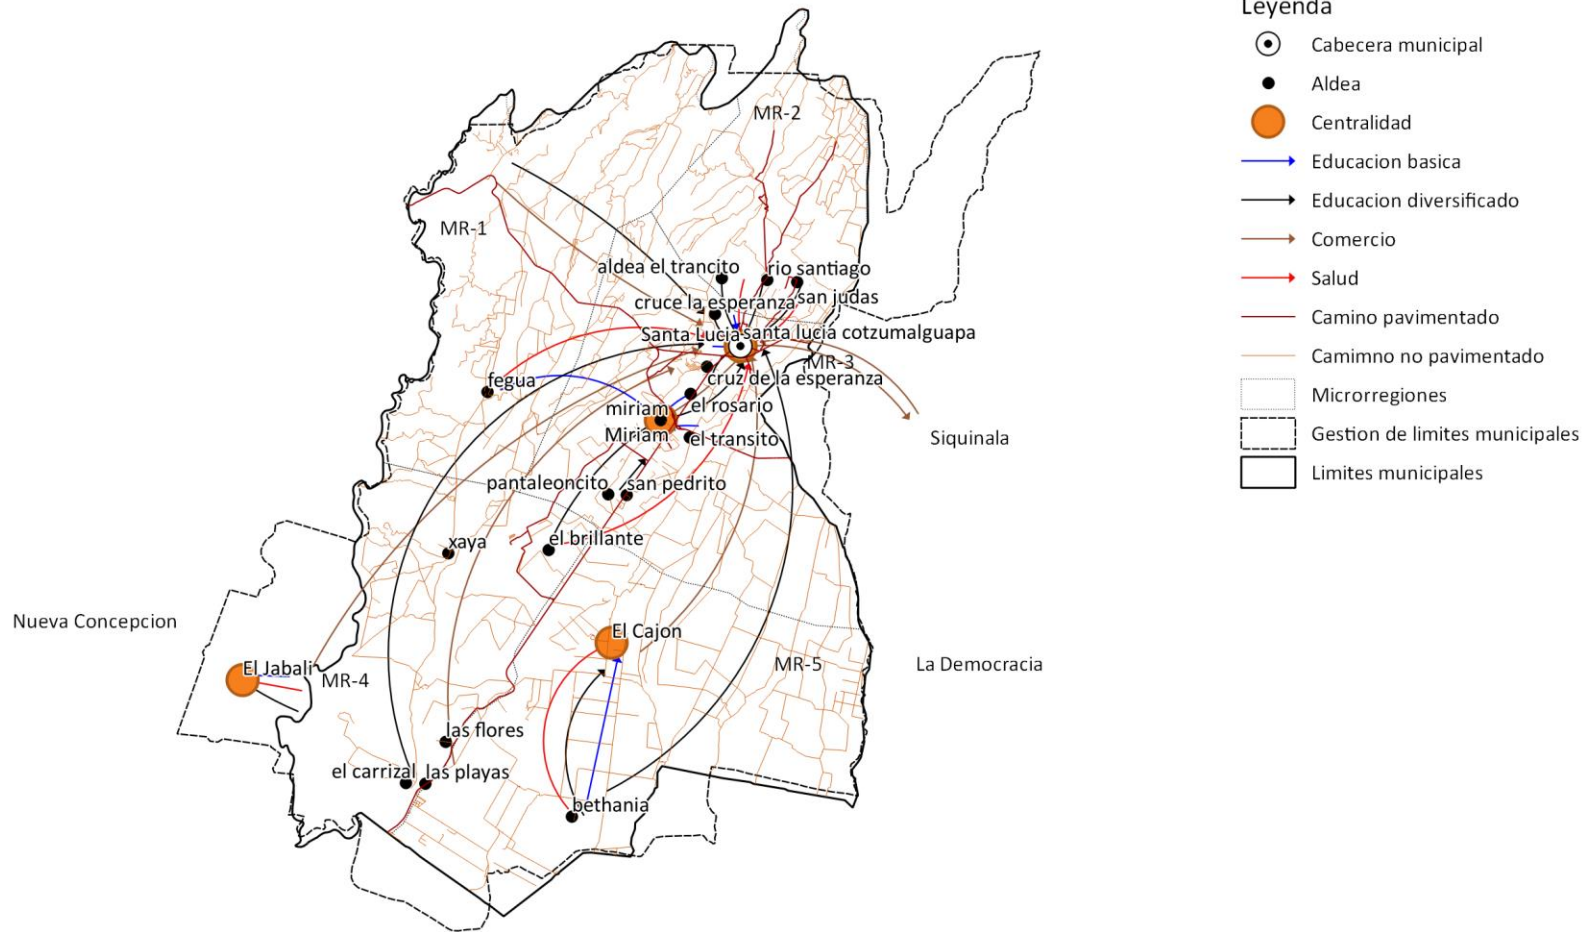 Leyenda
Cabecera municipal
Aldea
Centralidad
Educacion basica
Educacion diversificado
Comercio
Salud
Camino pavimentado
Camimno no pavimentado
Microrregiones
Gestion de limites municipales
Limites municipales
MR-2
MR-1
aldea el trancito
rio santiago
cruce la esperanza
san judas
Santa Lucia
santa lucia cotzumalguapa
MR-3
fegua
cruz de la esperanza
miriam
el rosario
Miriam
el transito
Siquinala
pantaleoncito
san pedrito
xaya
el brillante
Nueva Concepcion
El Cajon
El Jabali
MR-4
MR-5
La Democracia
las flores
el carrizal
las playas
bethania